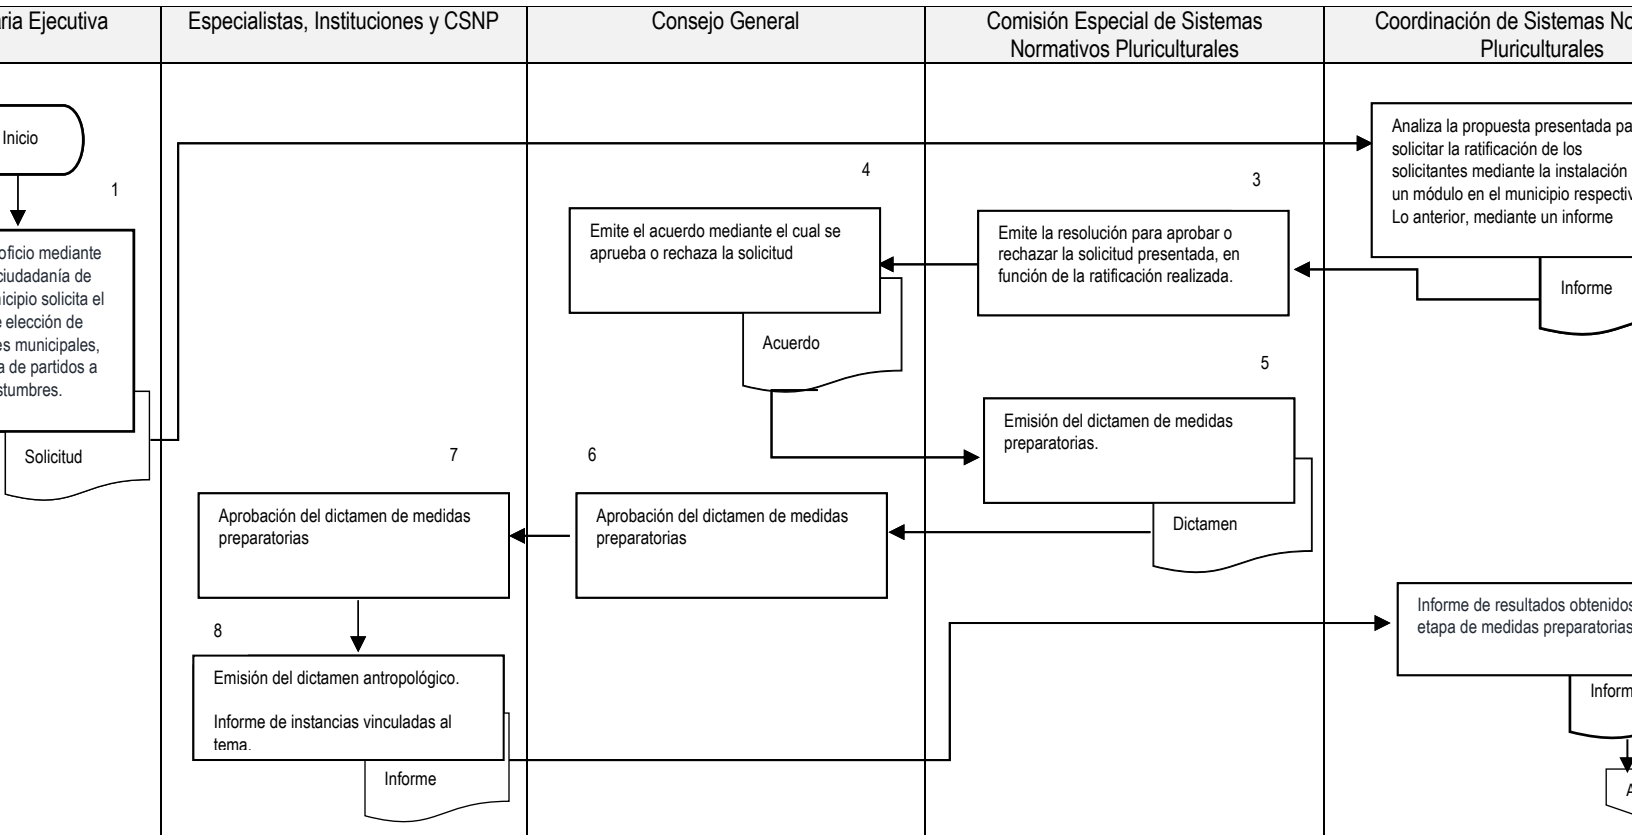 ria Ejecutiva
Especialistas, Instituciones y CSNP
Consejo General
Comisión Especial de Sistemas
Normativos Pluriculturales
Coordinación de Sistemas No
Pluriculturales
Inicio
1
oficio mediante
ciudadanía de
icipio solicita el
e elección de
es municipales,
a de partidos a
stumbres.
Solicitud
Analiza la propuesta presentada pa
solicitar la ratificación de los
solicitantes mediante la instalación
un módulo en el municipio respectiv
Lo anterior, mediante un informe
Informe
3
Emite la resolución para aprobar o
rechazar la solicitud presentada, en
función de la ratificación realizada.
4
Emite el acuerdo mediante el cual se
aprueba o rechaza la solicitud
Acuerdo
5
Emisión del dictamen de medidas
preparatorias.
Dictamen
6
Aprobación del dictamen de medidas
preparatorias
7
Aprobación del dictamen de medidas
preparatorias
8
Emisión del dictamen antropológico.
Informe de instancias vinculadas al
tema.
Informe
Informe de resultados obtenidos
etapa de medidas preparatorias
Inform
A